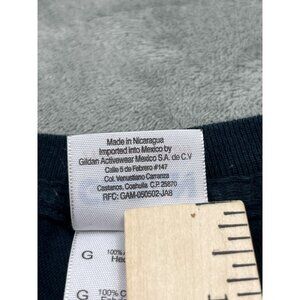 Made in Nicaragua
Imported into Mexico by
Gildan Activewear Mexico S.A. de C.V
Calle 5 de Febrero #147
Col. Venustiano Carranza
Castanos, Coahuila. C.P. 25870
RFC: GAM-050502-JA8
G 100%
G 100%